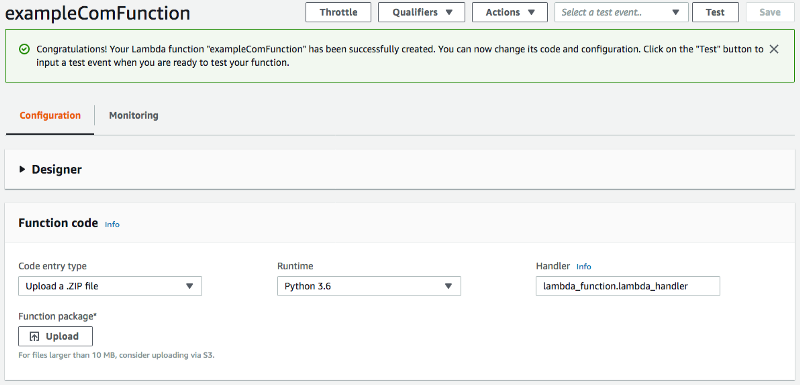 exampleComFunction
Throttle Qualifiers Actions Select a test event.. Test Save
Congratulations! Your Lambda function "exampleComFunction" has been successfully created. You can now change its code and configuration. Click on the "Test" button to
input a test event when you are ready to test your function.
Configuration Monitoring
Designer
Function code Info
Code entry type Runtime Handler Info
Upload a .ZIP file Python 3.6 lambda_function.lambda_handler
Function package*
Upload
For files larger than 10 MB, consider uploading via S3.